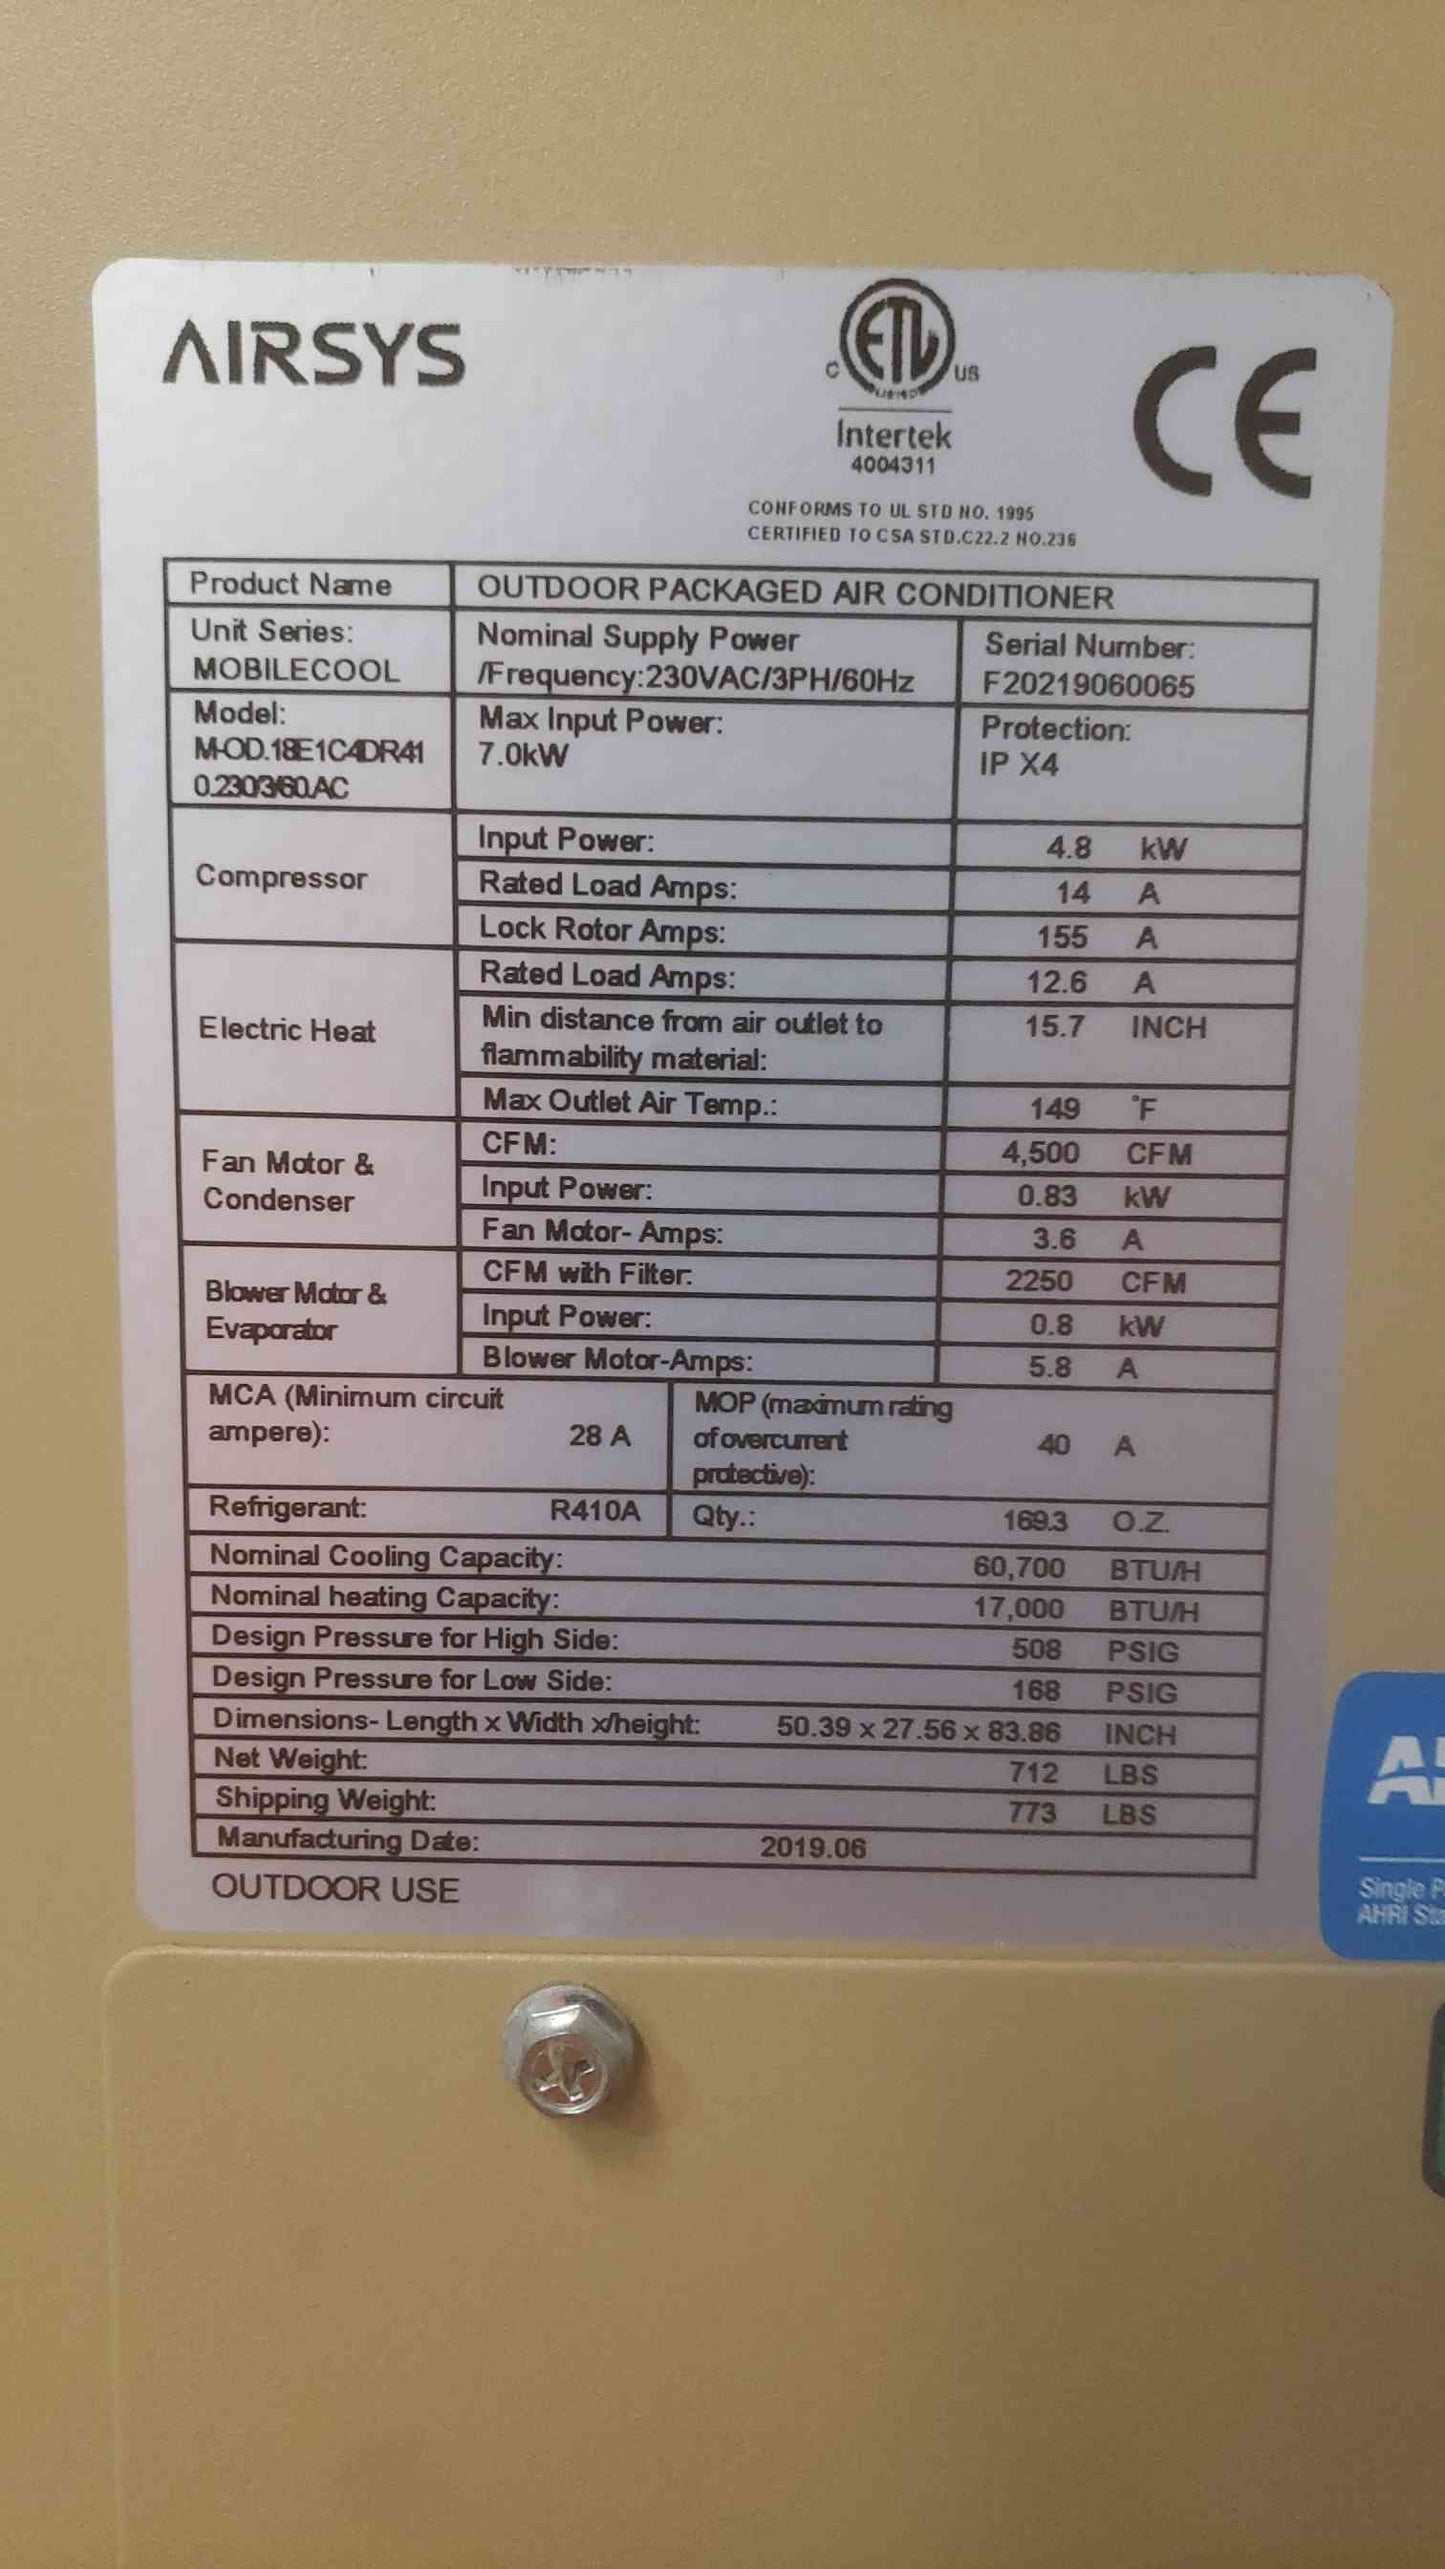 AIRSYS
ETL
C US
Intertek
4004311
CE
CONFORMS TO UL STD NO. 1995
CERTIFIED TO CSA STD.C22.2 NO.236
Product Name OUTDOOR PACKAGED AIR CONDITIONER
Unit Series:
MOBILECOOL
Nominal Supply Power
/Frequency:230VAC/3PH/60Hz
Serial Number:
F20219060065
Model:
M-OD.18E1C4DR41
0.230/3/60.AC
Max Input Power:
7.0kW
Protection:
IP X4
Compressor
Input Power: 4.8 kW
Rated Load Amps: 14 A
Lock Rotor Amps: 155 A
Electric Heat
Rated Load Amps: 12.6 A
Min distance from air outlet to 15.7 INCH
flammability material:
Max Outlet Air Temp.: 149 °F
Fan Motor &
Condenser
CFM: 4,500 CFM
Input Power: 0.83 kW
Fan Motor- Amps: 3.6 A
Blower Motor &
Evaporator
CFM with Filter: 2250 CFM
Input Power: 0.8 kW
Blower Motor-Amps: 5.8 A
MCA (Minimum circuit
ampere): 28 A
MOP (maximum rating
of overcurrent 40 A
protective):
Refrigerant: R410A Qty.: 169.3 O.Z.
Nominal Cooling Capacity: 60,700 BTU/H
Nominal heating Capacity: 17,000 BTU/H
Design Pressure for High Side: 508 PSIG
Design Pressure for Low Side: 168 PSIG
Dimensions- Length x Width x/height: 50.39 x 27.56 x 83.86 INCH
Net Weight: 712 LBS
Shipping Weight: 773 LBS
Manufacturing Date: 2019.06
OUTDOOR USE
Single
AHRI